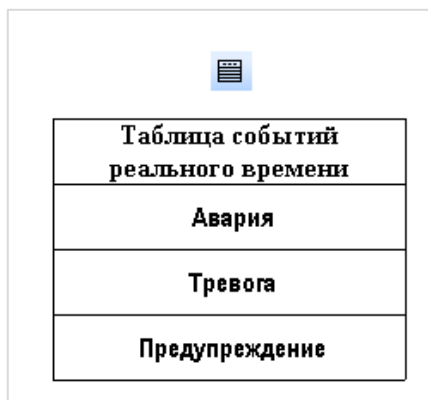 Таблица событий
реального времени
Авария
Тревога
Предупреждение